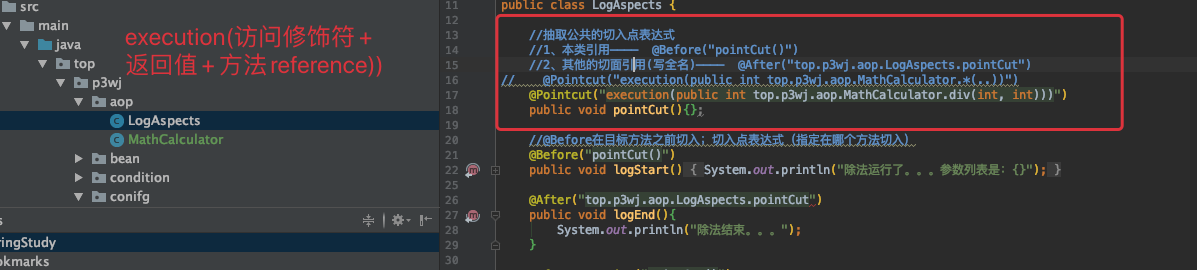 src
main
java
top
p3wj
aop
LogAspects
MathCalculator
bean
condition
conifg
ringStudy
okmarks
execution(访问修饰符+
返回值+方法reference))
11 public class LogAspects {
12
13 //抽取公共的切入点表达式
14 //1、本类引用———— @Before("pointCut()")
15 //2、其他的切面引用(写全名)———— @After("top.p3wj.aop.LogAspects.pointCut")
16 // @Pointcut("execution(public int top.p3wj.aop.MathCalculator.*(..))")
17 @Pointcut("execution(public int top.p3wj.aop.MathCalculator.div(int, int)))")
18 public void pointCut(){};
19
20 //@Before在目标方法之前切入；切入点表达式（指定在哪个方法切入）
21 @Before("pointCut()")
22 public void logStart() { System.out.println("除法运行了。。。参数列表是：{}"); }
25
26 @After("top.p3wj.aop.LogAspects.pointCut")
27 public void logEnd(){
28 System.out.println("除法结束。。。");
29 }
30